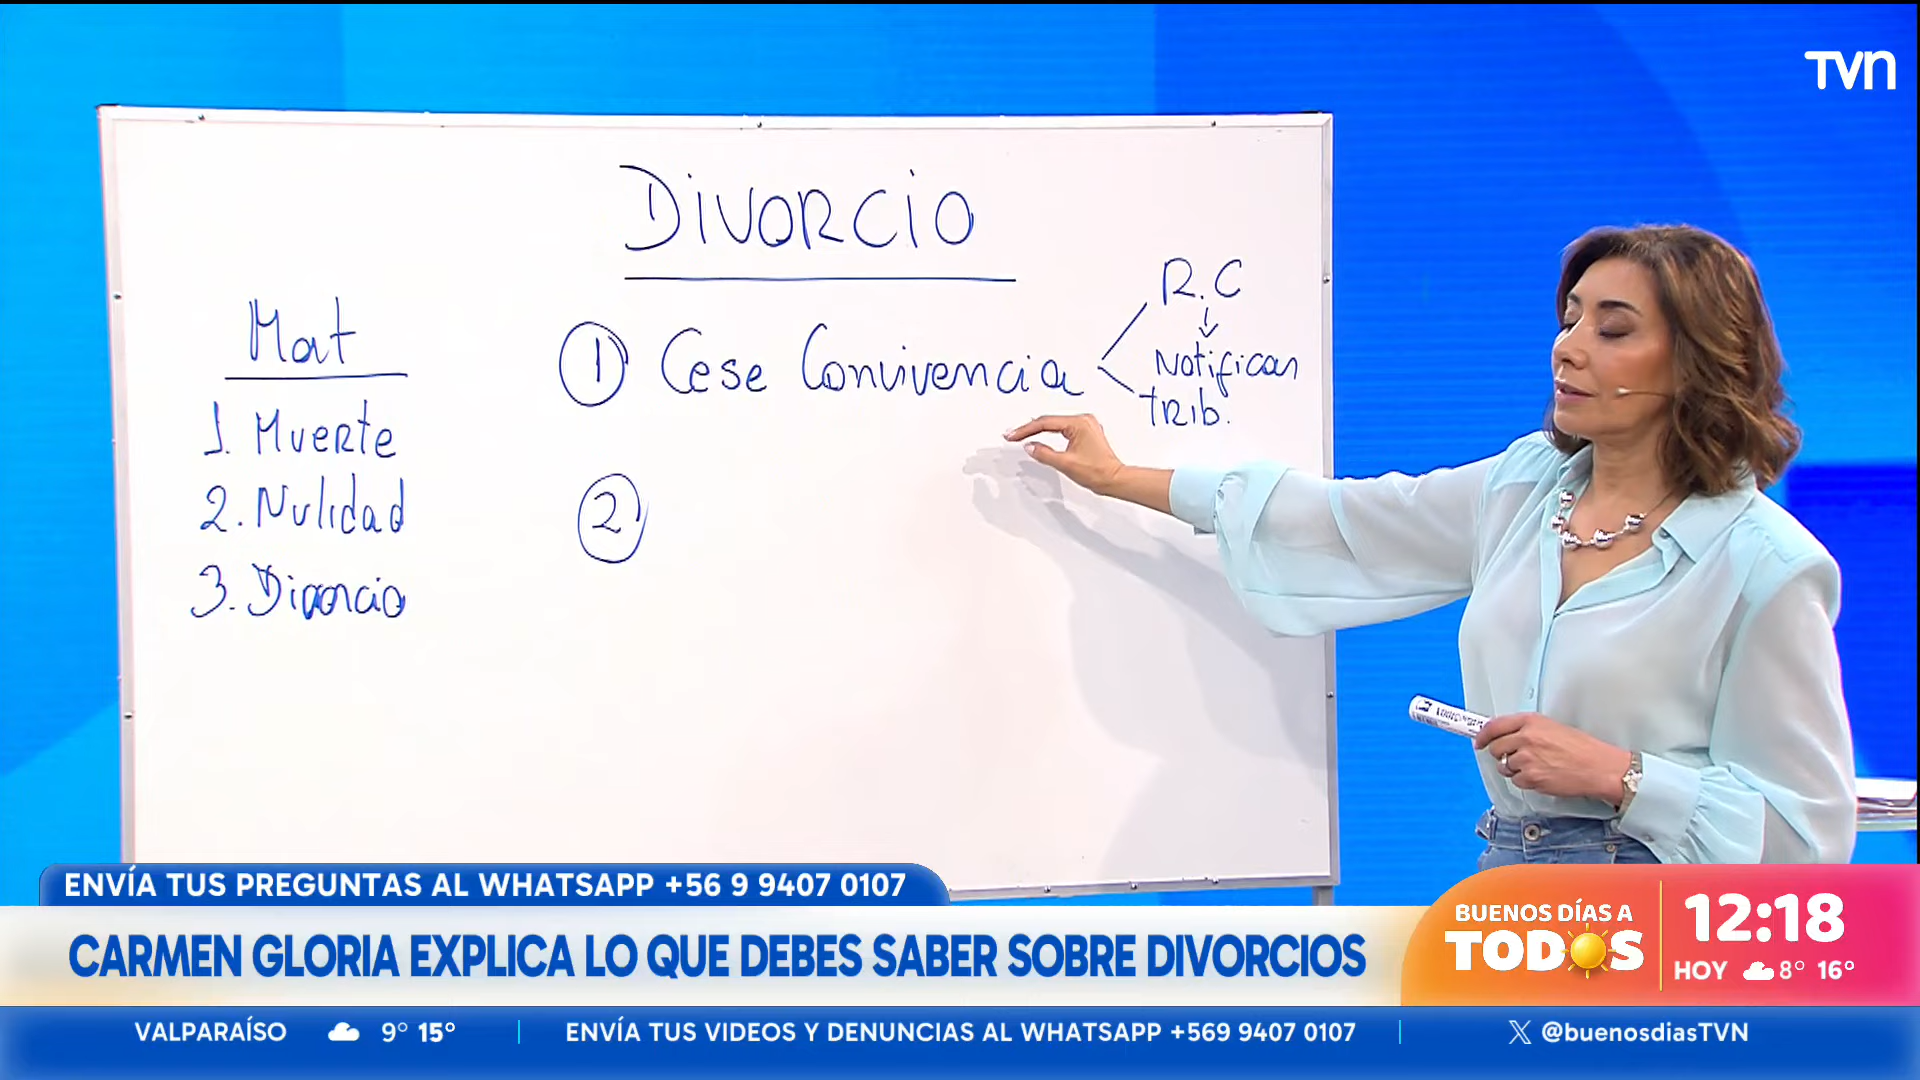 TVN
DIVORCIO
Mat
1. Muerte
2. Nulidad
3. Divorcio
1 Cese Convivencia
R.C
Notifican
trib.
2
ENVÍA TUS PREGUNTAS AL WHATSAPP +56 9 9407 0107
CARMEN GLORIA EXPLICA LO QUE DEBES SABER SOBRE DIVORCIOS
BUENOS DÍAS A
TODOS
12:18
HOY 8° 16°
VALPARAÍSO 9° 15°
ENVÍA TUS VIDEOS Y DENUNCIAS AL WHATSAPP +569 9407 0107
@buenosdiasTVN